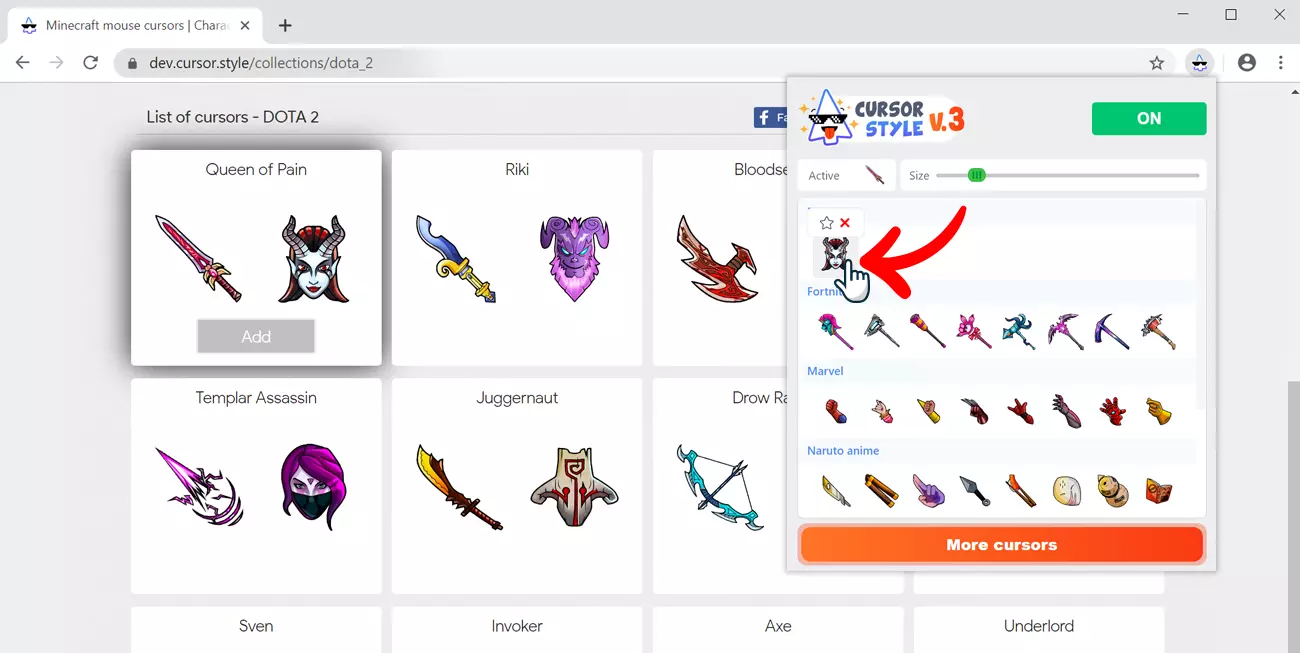 Minecraft mouse cursors | Chara
dev.cursor.style/collections/dota_2
List of cursors - DOTA 2
Fa
Queen of Pain
Riki
Bloodse
Add
Templar Assassin
Juggernaut
Drow Ra
Sven
Invoker
Axe
Underlord
CURSOR
STYLE V.3
ON
Active
Size
Fortnit
Marvel
Naruto anime
More cursors